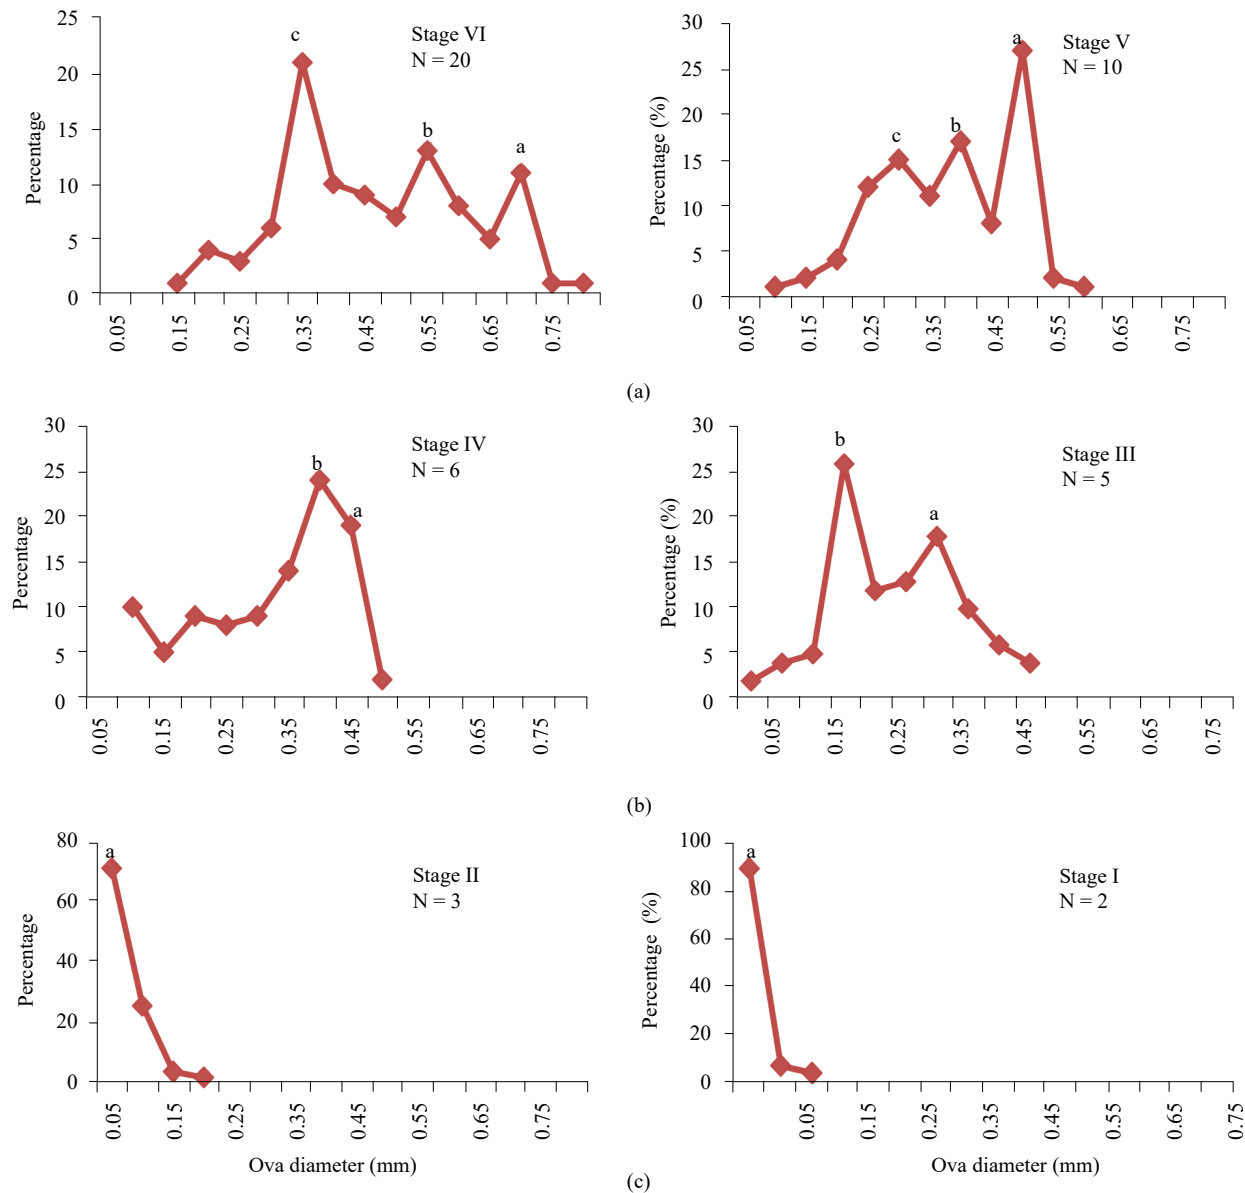 25
20
15
10
5
0
Percentage
c
b
a
Stage VI
N = 20
0.05
0.15
0.25
0.35
0.45
0.55
0.65
0.75
30
25
20
15
10
5
0
Percentage (%)
c
b
a
Stage V
N = 10
0.05
0.15
0.25
0.35
0.45
0.55
0.65
0.75
(a)
30
25
20
15
10
5
0
Percentage
b
a
Stage IV
N = 6
0.05
0.15
0.25
0.35
0.45
0.55
0.65
0.75
30
25
20
15
10
5
0
Percentage (%)
b
a
Stage III
N = 5
0.05
0.15
0.25
0.35
0.45
0.55
0.65
0.75
(b)
80
60
40
20
0
Percentage
a
Stage II
N = 3
0.05
0.15
0.25
0.35
0.45
0.55
0.65
0.75
Ova diameter (mm)
100
80
60
40
20
0
Percentage (%)
a
Stage I
N = 2
0.05
0.15
0.25
0.35
0.45
0.55
0.65
0.75
Ova diameter (mm)
(c)